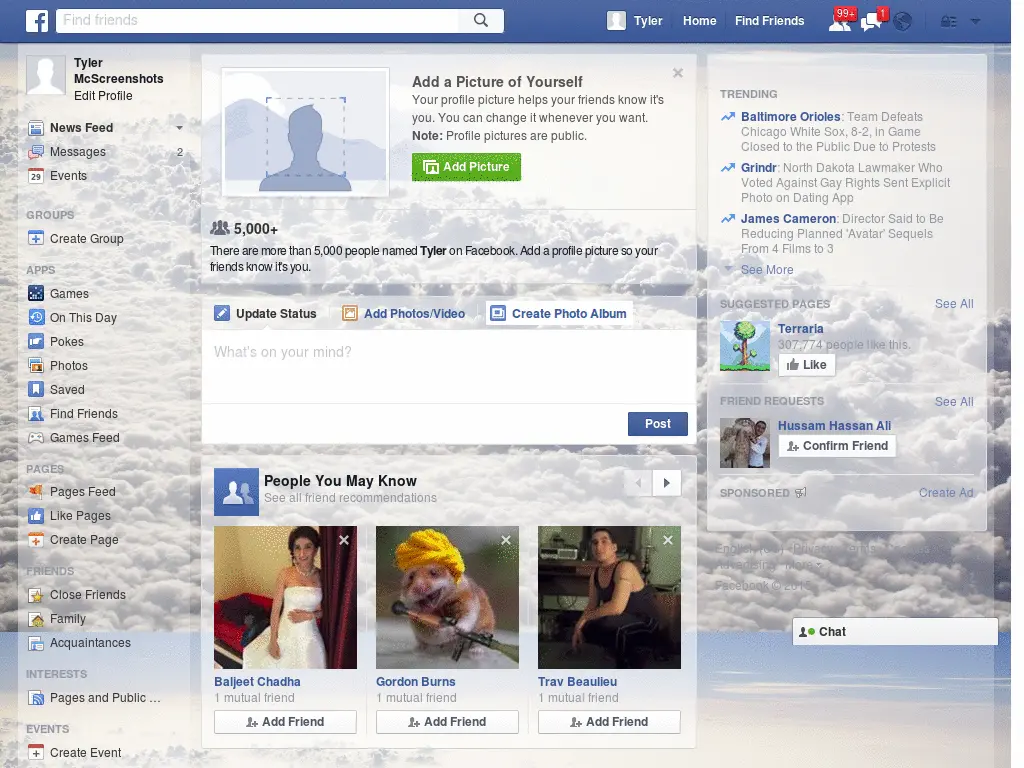 f
Find friends
Tyler
Home
Find Friends
99+
1
Tyler
McScreenshots
Edit Profile
News Feed
Messages
2
29
Events
GROUPS
Create Group
APPS
Games
On This Day
Pokes
Photos
Saved
Find Friends
Games Feed
PAGES
Pages Feed
Like Pages
Create Page
FRIENDS
Close Friends
Family
Acquaintances
INTERESTS
Pages and Public ...
EVENTS
Create Event
Add a Picture of Yourself
Your profile picture helps your friends know it's
you. You can change it whenever you want.
Note: Profile pictures are public.
Add Picture
5,000+
There are more than 5,000 people named Tyler on Facebook. Add a profile picture so your
friends know it's you.
Update Status
Add Photos/Video
Create Photo Album
What's on your mind?
Post
People You May Know
See all friend recommendations
Baljeet Chadha
1 mutual friend
Add Friend
Gordon Burns
1 mutual friend
Add Friend
Trav Beaulieu
1 mutual friend
Add Friend
TRENDING
Baltimore Orioles: Team Defeats
Chicago White Sox, 8-2, in Game
Closed to the Public Due to Protests
Grindr: North Dakota Lawmaker Who
Voted Against Gay Rights Sent Explicit
Photo on Dating App
James Cameron: Director Said to Be
Reducing Planned 'Avatar' Sequels
From 4 Films to 3
See More
SUGGESTED PAGES
See All
Terraria
307,774 people like this.
Like
FRIEND REQUESTS
See All
Hussam Hassan Ali
Confirm Friend
SPONSORED
Create Ad
Facebook ©
Chat